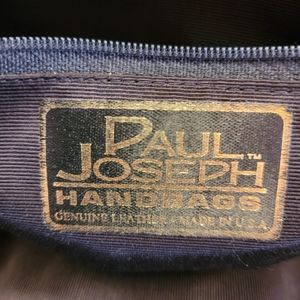 PAUL
JOSEPH™
HANDBAGS
GENUINE LEATHER • MADE IN U.S.A.